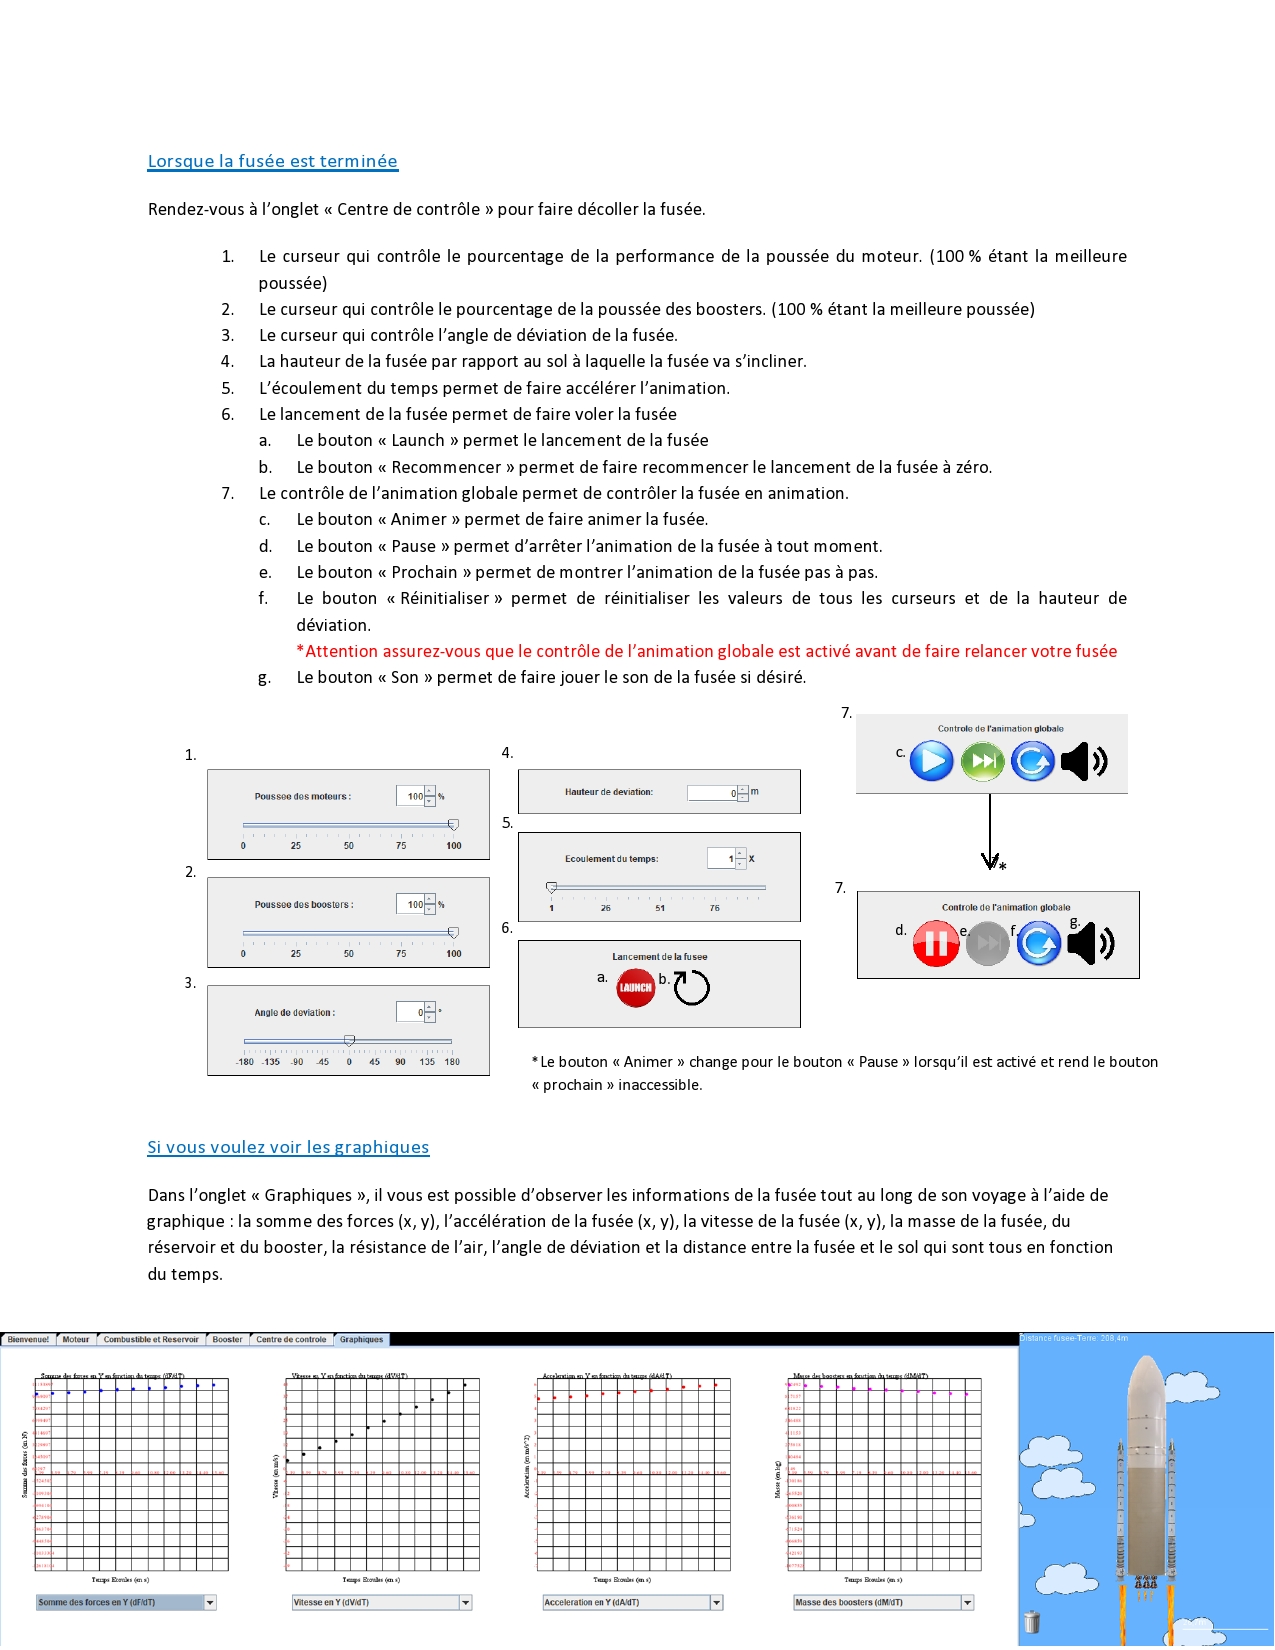 Lorsque la fusée est terminée
Rendez-vous à l’onglet « Centre de contrôle » pour faire décoller la fusée.
1. Le curseur qui contrôle le pourcentage de la performance de la poussée du moteur. (100 % étant la meilleure
poussée)
2. Le curseur qui contrôle le pourcentage de la poussée des boosters. (100 % étant la meilleure poussée)
3. Le curseur qui contrôle l’angle de déviation de la fusée.
4. La hauteur de la fusée par rapport au sol à laquelle la fusée va s’incliner.
5. L’écoulement du temps permet de faire accélérer l’animation.
6. Le lancement de la fusée permet de faire voler la fusée
a. Le bouton « Launch » permet le lancement de la fusée
b. Le bouton « Recommencer » permet de faire recommencer le lancement de la fusée à zéro.
7. Le contrôle de l’animation globale permet de contrôler la fusée en animation.
c. Le bouton « Animer » permet de faire animer la fusée.
d. Le bouton « Pause » permet d’arrêter l’animation de la fusée à tout moment.
e. Le bouton « Prochain » permet de montrer l’animation de la fusée pas à pas.
f. Le bouton « Réinitialiser » permet de réinitialiser les valeurs de tous les curseurs et de la hauteur de
déviation.
*Attention assurez-vous que le contrôle de l’animation globale est activé avant de faire relancer votre fusée
g. Le bouton « Son » permet de faire jouer le son de la fusée si désiré.
1.
Poussee des moteurs : 100 %
0 25 50 75 100
2.
Poussee des boosters : 100 %
0 25 50 75 100
3.
Angle de deviation : 0 °
-180 -135 -90 -45 0 45 90 135 180
4.
Hauteur de deviation: 0 m
5.
Ecoulement du temps: 1 X
1 26 51 76
6.
Lancement de la fusee
a. LAUNCH b.
7.
Controle de l'animation globale
c.
*
7.
Controle de l'animation globale
d. e. f. g.
*Le bouton « Animer » change pour le bouton « Pause » lorsqu’il est activé et rend le bouton
« prochain » inaccessible.
Si vous voulez voir les graphiques
Dans l’onglet « Graphiques », il vous est possible d’observer les informations de la fusée tout au long de son voyage à l’aide de
graphique : la somme des forces (x, y), l’accélération de la fusée (x, y), la vitesse de la fusée (x, y), la masse de la fusée, du
réservoir et du booster, la résistance de l’air, l’angle de déviation et la distance entre la fusée et le sol qui sont tous en fonction
du temps.
Bienvenue! Moteur Combustible et Reservoir Booster Centre de controle Graphiques
Distance fusee-Terre: 208,4m
Somme des forces en Y en fonction du temps (dF/dT)
Somme des forces (en N)
Temps Ecoules (en s)
Somme des forces en Y (dF/dT)
Vitesse en Y en fonction du temps (dV/dT)
Vitesse (en m/s)
Temps Ecoules (en s)
Vitesse en Y (dV/dT)
Acceleration en Y en fonction du temps (dA/dT)
Acceleration (en m/s^2)
Temps Ecoules (en s)
Acceleration en Y (dA/dT)
Masse des boosters en fonction du temps (dM/dT)
Masse (en kg)
Temps Ecoules (en s)
Masse des boosters (dM/dT)